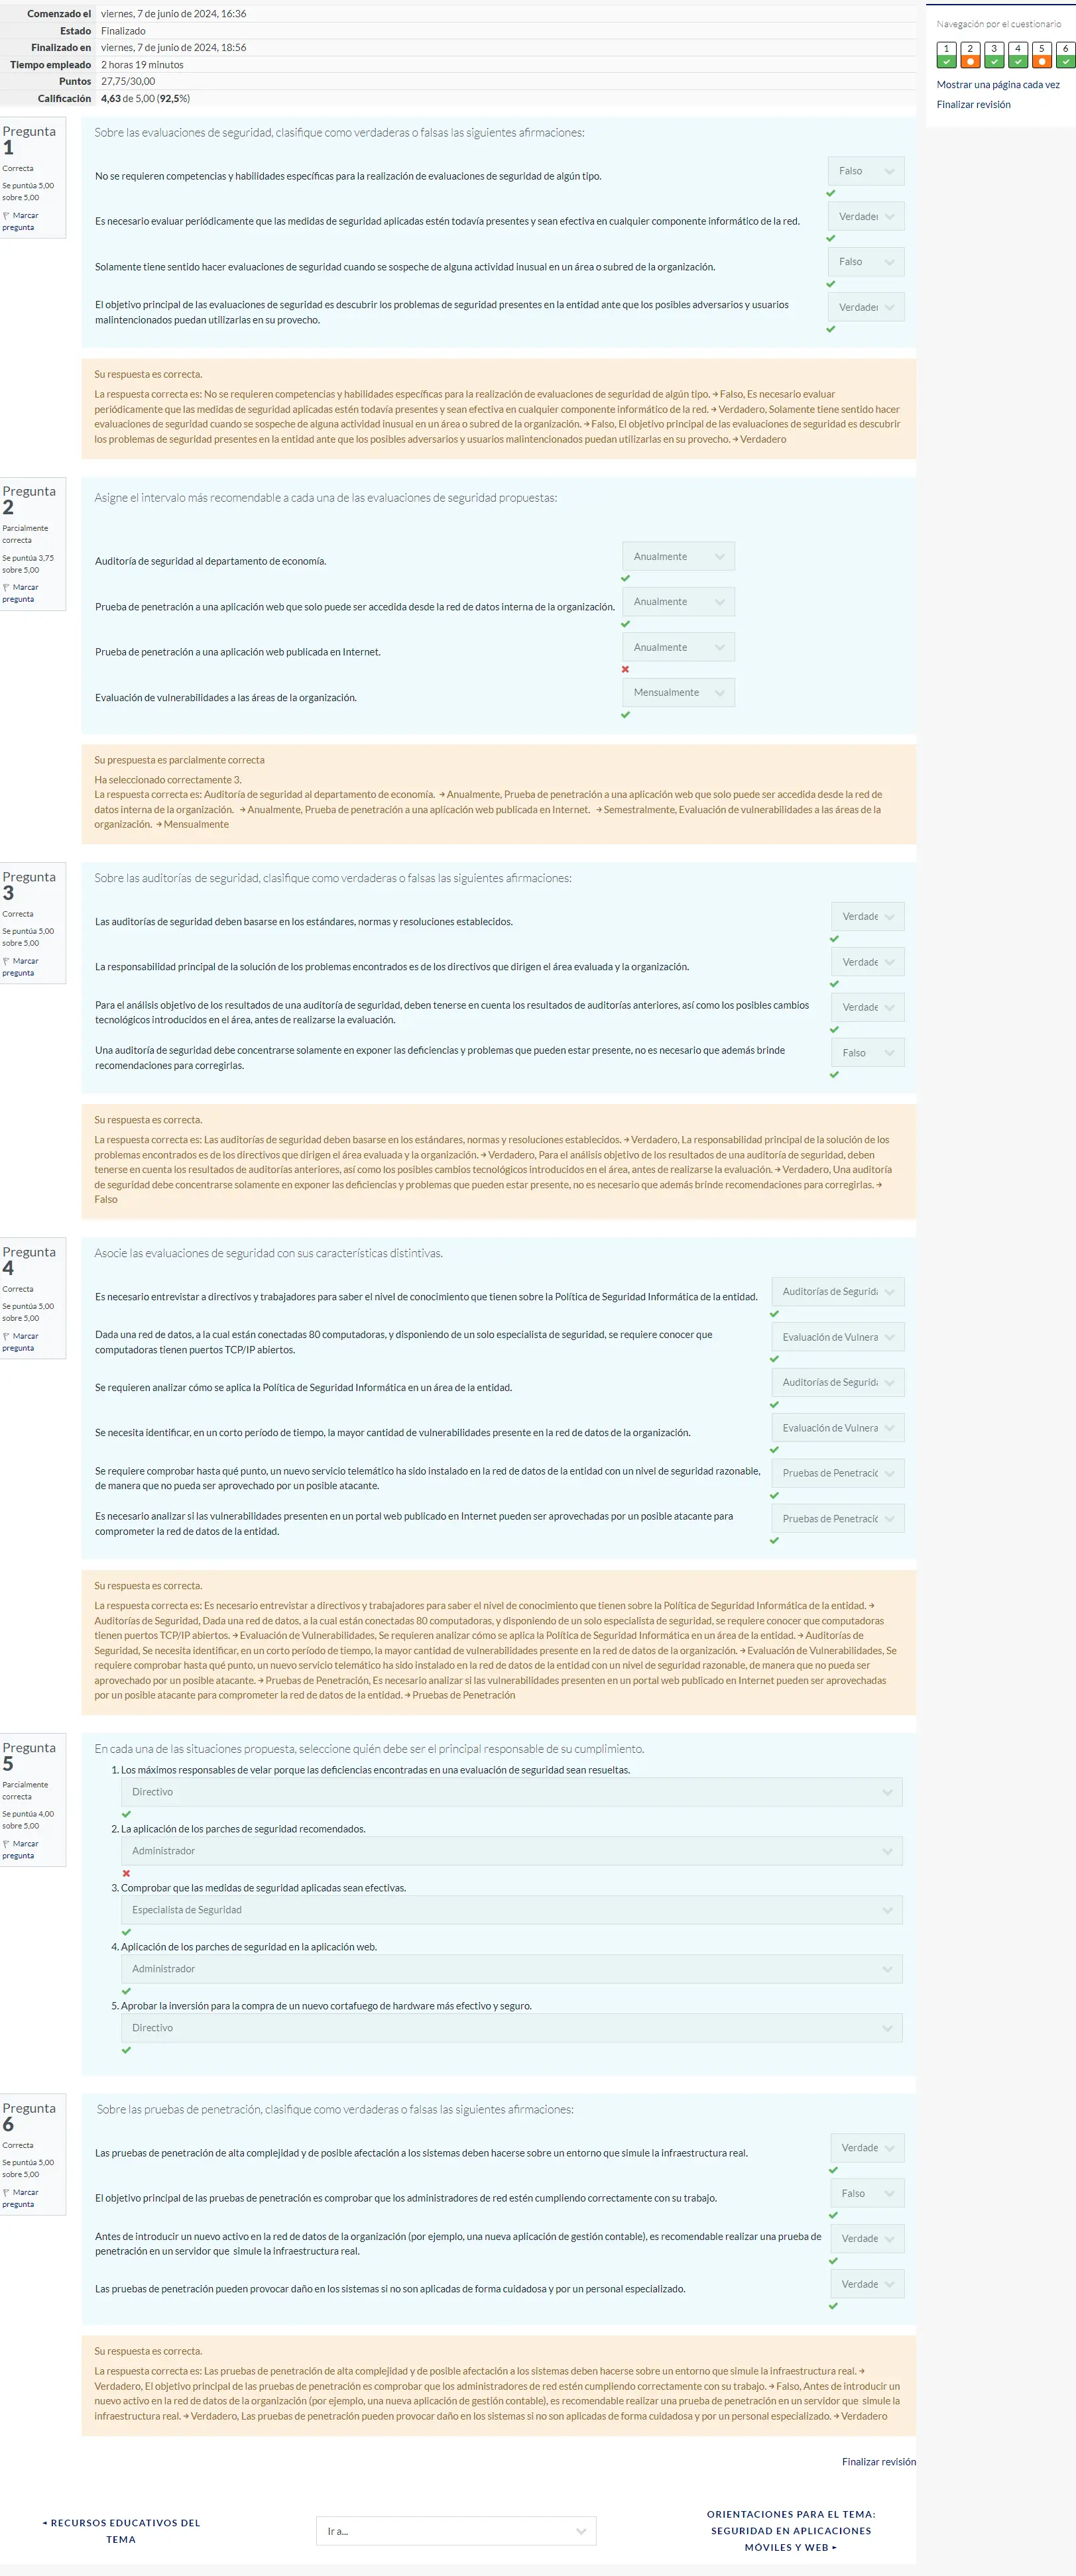 Comenzado el viernes, 7 de junio de 2024, 16:36
Estado Finalizado
Finalizado en viernes, 7 de junio de 2024, 18:56
Tiempo empleado 2 horas 19 minutos
Puntos 27,75/30,00
Calificación 4,63 de 5,00 (92,5%)
Navegación por el cuestionario
1 2 3 4 5 6
Mostrar una página cada vez
Finalizar revisión
Pregunta
1
Correcta
Se puntúa 5,00
sobre 5,00
Marcar
pregunta
Sobre las evaluaciones de seguridad, clasifique como verdaderas o falsas las siguientes afirmaciones:
No se requieren competencias y habilidades específicas para la realización de evaluaciones de seguridad de algún tipo.
Falso
Es necesario evaluar periódicamente que las medidas de seguridad aplicadas estén todavía presentes y sean efectiva en cualquier componente informático de la red.
Verdader
Solamente tiene sentido hacer evaluaciones de seguridad cuando se sospeche de alguna actividad inusual en un área o subred de la organización.
Falso
El objetivo principal de las evaluaciones de seguridad es descubrir los problemas de seguridad presentes en la entidad ante que los posibles adversarios y usuarios
malintencionados puedan utilizarlas en su provecho.
Verdader
Su respuesta es correcta.
La respuesta correcta es: No se requieren competencias y habilidades específicas para la realización de evaluaciones de seguridad de algún tipo. → Falso, Es necesario evaluar
periódicamente que las medidas de seguridad aplicadas estén todavía presentes y sean efectiva en cualquier componente informático de la red. → Verdadero, Solamente tiene sentido hacer
evaluaciones de seguridad cuando se sospeche de alguna actividad inusual en un área o subred de la organización. → Falso, El objetivo principal de las evaluaciones de seguridad es descubrir
los problemas de seguridad presentes en la entidad ante que los posibles adversarios y usuarios malintencionados puedan utilizarlas en su provecho. → Verdadero
Pregunta
2
Parcialmente
correcta
Se puntúa 3,75
sobre 5,00
Marcar
pregunta
Asigne el intervalo más recomendable a cada una de las evaluaciones de seguridad propuestas:
Auditoría de seguridad al departamento de economía.
Anualmente
Prueba de penetración a una aplicación web que solo puede ser accedida desde la red de datos interna de la organización.
Anualmente
Prueba de penetración a una aplicación web publicada en Internet.
Anualmente
Evaluación de vulnerabilidades a las áreas de la organización.
Mensualmente
Su prespuesta es parcialmente correcta
Ha seleccionado correctamente 3.
La respuesta correcta es: Auditoría de seguridad al departamento de economía. → Anualmente, Prueba de penetración a una aplicación web que solo puede ser accedida desde la red de
datos interna de la organización. → Anualmente, Prueba de penetración a una aplicación web publicada en Internet. → Semestralmente, Evaluación de vulnerabilidades a las áreas de la
organización. → Mensualmente
Pregunta
3
Correcta
Se puntúa 5,00
sobre 5,00
Marcar
pregunta
Sobre las auditorías de seguridad, clasifique como verdaderas o falsas las siguientes afirmaciones:
Las auditorías de seguridad deben basarse en los estándares, normas y resoluciones establecidos.
Verdade
La responsabilidad principal de la solución de los problemas encontrados es de los directivos que dirigen el área evaluada y la organización.
Verdade
Para el análisis objetivo de los resultados de una auditoría de seguridad, deben tenerse en cuenta los resultados de auditorías anteriores, así como los posibles cambios
tecnológicos introducidos en el área, antes de realizarse la evaluación.
Verdade
Una auditoría de seguridad debe concentrarse solamente en exponer las deficiencias y problemas que pueden estar presente, no es necesario que además brinde
recomendaciones para corregirlas.
Falso
Su respuesta es correcta.
La respuesta correcta es: Las auditorías de seguridad deben basarse en los estándares, normas y resoluciones establecidos. → Verdadero, La responsabilidad principal de la solución de los
problemas encontrados es de los directivos que dirigen el área evaluada y la organización. → Verdadero, Para el análisis objetivo de los resultados de una auditoría de seguridad, deben
tenerse en cuenta los resultados de auditorías anteriores, así como los posibles cambios tecnológicos introducidos en el área, antes de realizarse la evaluación. → Verdadero, Una auditoría
de seguridad debe concentrarse solamente en exponer las deficiencias y problemas que pueden estar presente, no es necesario que además brinde recomendaciones para corregirlas. →
Falso
Pregunta
4
Correcta
Se puntúa 5,00
sobre 5,00
Marcar
pregunta
Asocie las evaluaciones de seguridad con sus características distintivas.
Es necesario entrevistar a directivos y trabajadores para saber el nivel de conocimiento que tienen sobre la Política de Seguridad Informática de la entidad.
Auditorías de Segurida
Dada una red de datos, a la cual están conectadas 80 computadoras, y disponiendo de un solo especialista de seguridad, se requiere conocer que
computadoras tienen puertos TCP/IP abiertos.
Evaluación de Vulnera
Se requieren analizar cómo se aplica la Política de Seguridad Informática en un área de la entidad.
Auditorías de Segurida
Se necesita identificar, en un corto período de tiempo, la mayor cantidad de vulnerabilidades presente en la red de datos de la organización.
Evaluación de Vulnera
Se requiere comprobar hasta qué punto, un nuevo servicio telemático ha sido instalado en la red de datos de la entidad con un nivel de seguridad razonable,
de manera que no pueda ser aprovechado por un posible atacante.
Pruebas de Penetració
Es necesario analizar si las vulnerabilidades presenten en un portal web publicado en Internet pueden ser aprovechadas por un posible atacante para
comprometer la red de datos de la entidad.
Pruebas de Penetració
Su respuesta es correcta.
La respuesta correcta es: Es necesario entrevistar a directivos y trabajadores para saber el nivel de conocimiento que tienen sobre la Política de Seguridad Informática de la entidad. →
Auditorías de Seguridad, Dada una red de datos, a la cual están conectadas 80 computadoras, y disponiendo de un solo especialista de seguridad, se requiere conocer que computadoras
tienen puertos TCP/IP abiertos. → Evaluación de Vulnerabilidades, Se requieren analizar cómo se aplica la Política de Seguridad Informática en un área de la entidad. → Auditorías de
Seguridad, Se necesita identificar, en un corto período de tiempo, la mayor cantidad de vulnerabilidades presente en la red de datos de la organización. → Evaluación de Vulnerabilidades, Se
requiere comprobar hasta qué punto, un nuevo servicio telemático ha sido instalado en la red de datos de la entidad con un nivel de seguridad razonable, de manera que no pueda ser
aprovechado por un posible atacante. → Pruebas de Penetración, Es necesario analizar si las vulnerabilidades presenten en un portal web publicado en Internet pueden ser aprovechadas
por un posible atacante para comprometer la red de datos de la entidad. → Pruebas de Penetración
Pregunta
5
Parcialmente
correcta
Se puntúa 4,00
sobre 5,00
Marcar
pregunta
En cada una de las situaciones propuesta, seleccione quién debe ser el principal responsable de su cumplimiento.
1. Los máximos responsables de velar porque las deficiencias encontradas en una evaluación de seguridad sean resueltas.
Directivo
2. La aplicación de los parches de seguridad recomendados.
Administrador
3. Comprobar que las medidas de seguridad aplicadas sean efectivas.
Especialista de Seguridad
4. Aplicación de los parches de seguridad en la aplicación web.
Administrador
5. Aprobar la inversión para la compra de un nuevo cortafuego de hardware más efectivo y seguro.
Directivo
Pregunta
6
Correcta
Se puntúa 5,00
sobre 5,00
Marcar
pregunta
Sobre las pruebas de penetración, clasifique como verdaderas o falsas las siguientes afirmaciones:
Las pruebas de penetración de alta complejidad y de posible afectación a los sistemas deben hacerse sobre un entorno que simule la infraestructura real.
Verdade
El objetivo principal de las pruebas de penetración es comprobar que los administradores de red estén cumpliendo correctamente con su trabajo.
Falso
Antes de introducir un nuevo activo en la red de datos de la organización (por ejemplo, una nueva aplicación de gestión contable), es recomendable realizar una prueba de
penetración en un servidor que simule la infraestructura real.
Verdade
Las pruebas de penetración pueden provocar daño en los sistemas si no son aplicadas de forma cuidadosa y por un personal especializado.
Verdade
Su respuesta es correcta.
La respuesta correcta es: Las pruebas de penetración de alta complejidad y de posible afectación a los sistemas deben hacerse sobre un entorno que simule la infraestructura real. →
Verdadero, El objetivo principal de las pruebas de penetración es comprobar que los administradores de red estén cumpliendo correctamente con su trabajo. → Falso, Antes de introducir un
nuevo activo en la red de datos de la organización (por ejemplo, una nueva aplicación de gestión contable), es recomendable realizar una prueba de penetración en un servidor que simule la
infraestructura real. → Verdadero, Las pruebas de penetración pueden provocar daño en los sistemas si no son aplicadas de forma cuidadosa y por un personal especializado. → Verdadero
Finalizar revisión
◄ RECURSOS EDUCATIVOS DEL
TEMA
Ir a...
ORIENTACIONES PARA EL TEMA:
SEGURIDAD EN APLICACIONES
MÓVILES Y WEB ►